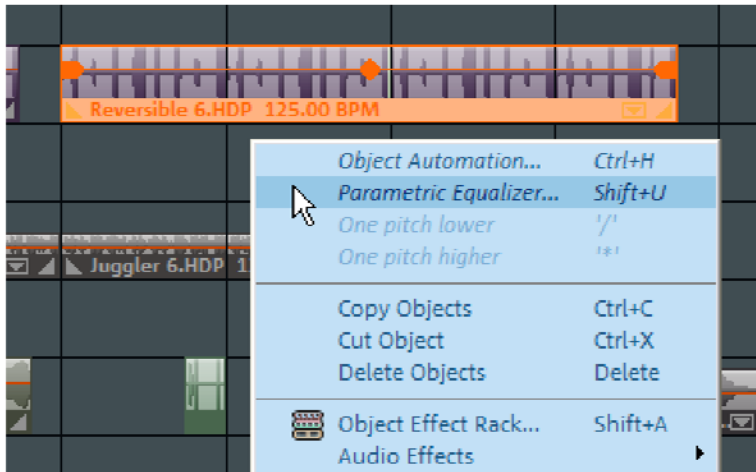 Reversible 6.HDP 125.00 BPM
Object Automation... Ctrl+H
Parametric Equalizer... Shift+U
One pitch lower '/'
One pitch higher '*'
Juggler 6.HDP
Copy Objects Ctrl+C
Cut Object Ctrl+X
Delete Objects Delete
Object Effect Rack... Shift+A
Audio Effects